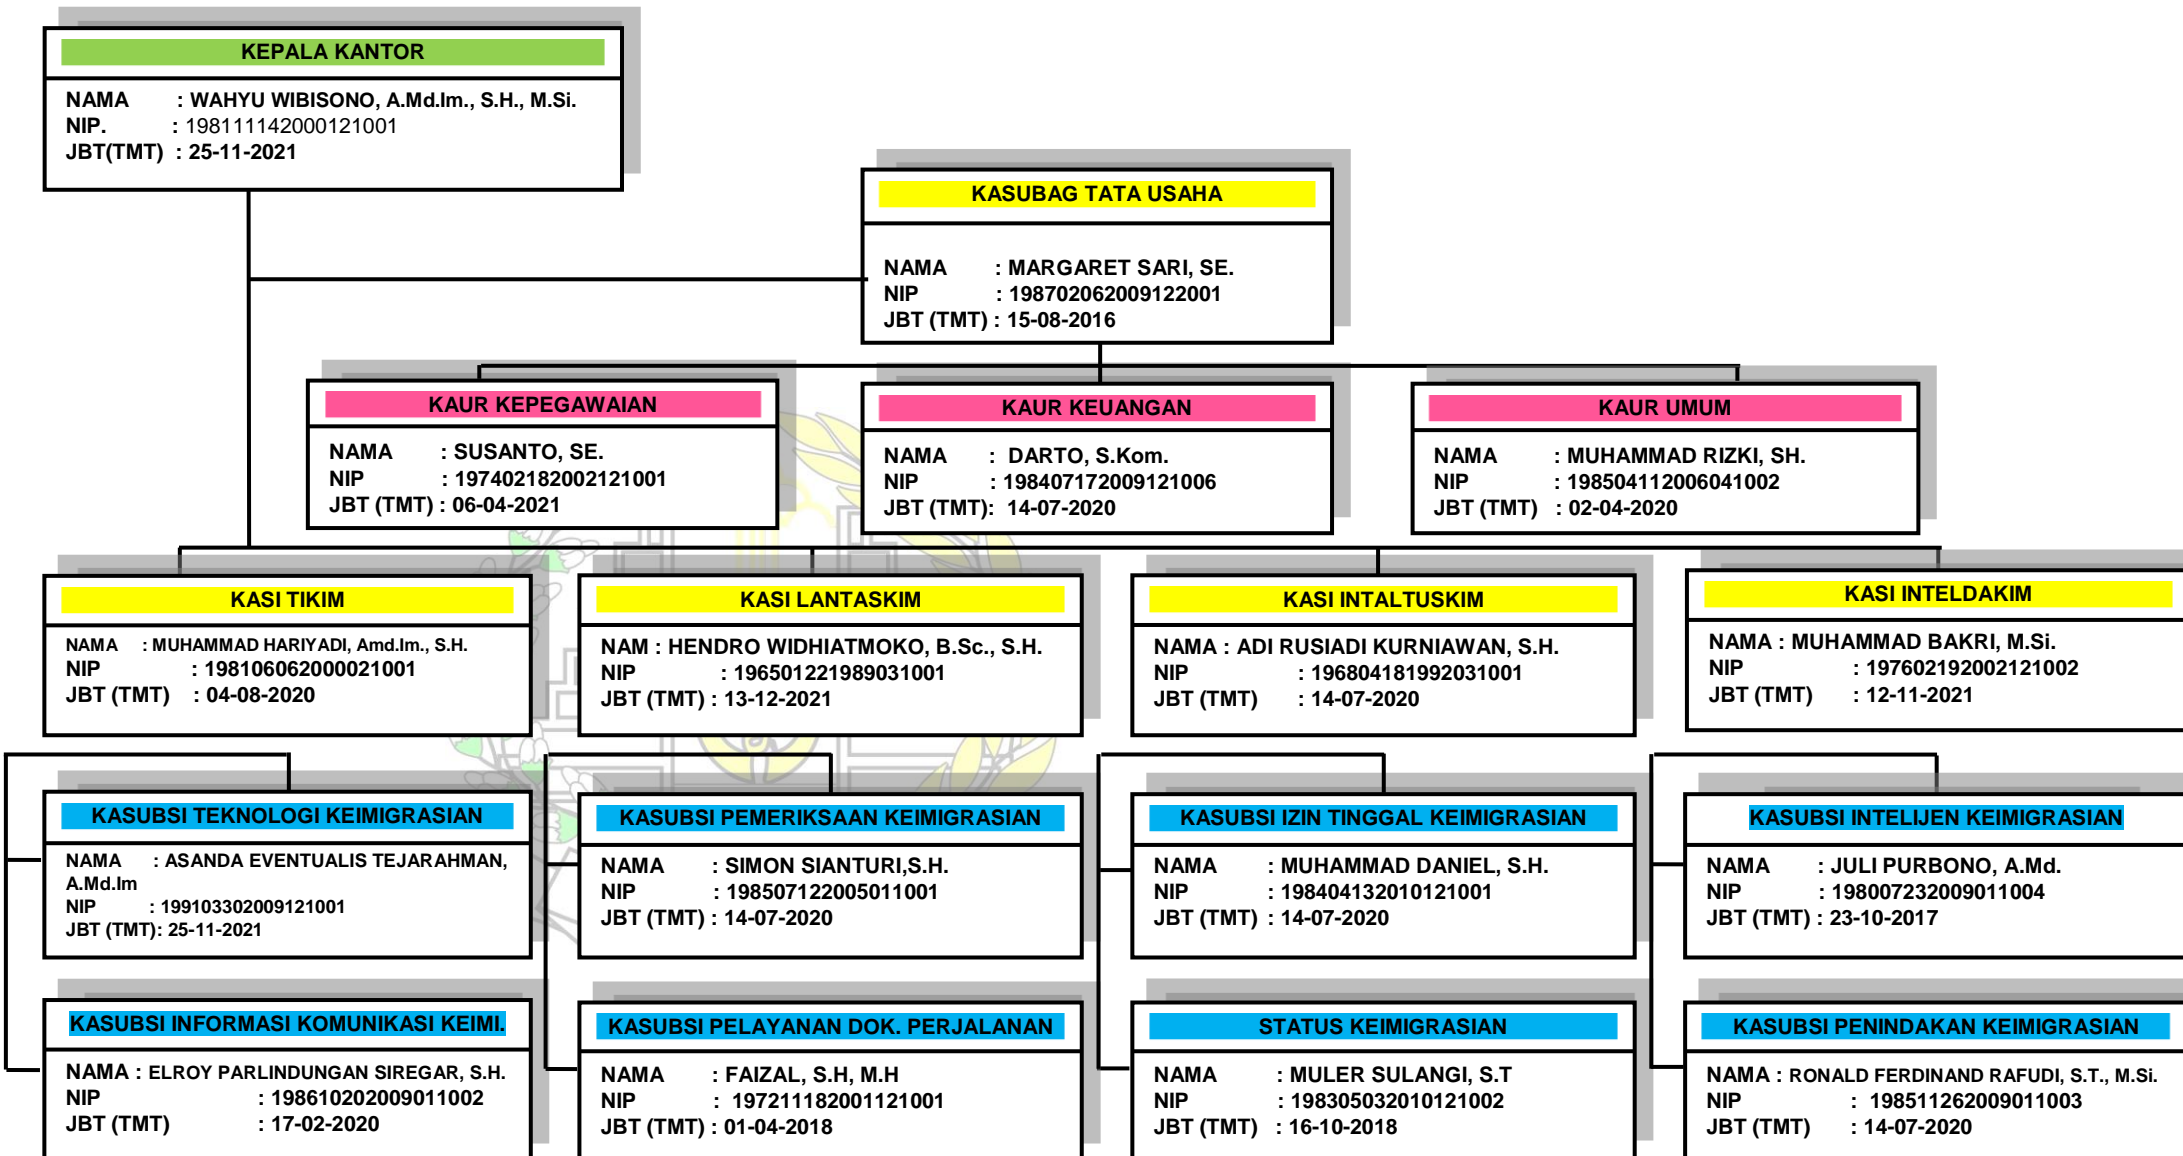 KEPALA KANTOR
NAMA : WAHYU WIBISONO, A.Md.Im., S.H., M.Si.
NIP. : 198111142000121001
JBT(TMT) : 25-11-2021
KASUBAG TATA USAHA
NAMA : MARGARET SARI, SE.
NIP : 198702062009122001
JBT (TMT) : 15-08-2016
KAUR KEPEGAWAIAN
NAMA : SUSANTO, SE.
NIP : 197402182002121001
JBT (TMT) : 06-04-2021
KAUR KEUANGAN
NAMA : DARTO, S.Kom.
NIP : 198407172009121006
JBT (TMT): 14-07-2020
KAUR UMUM
NAMA : MUHAMMAD RIZKI, SH.
NIP : 198504112006041002
JBT (TMT) : 02-04-2020
KASI TIKIM
NAMA : MUHAMMAD HARIYADI, Amd.Im., S.H.
NIP : 198106062000021001
JBT (TMT) : 04-08-2020
KASI LANTASKIM
NAM : HENDRO WIDHIATMOKO, B.Sc., S.H.
NIP : 196501221989031001
JBT (TMT) : 13-12-2021
KASI INTALTUSKIM
NAMA : ADI RUSIADI KURNIAWAN, S.H.
NIP : 196804181992031001
JBT (TMT) : 14-07-2020
KASI INTELDAKIM
NAMA : MUHAMMAD BAKRI, M.Si.
NIP : 197602192002121002
JBT (TMT) : 12-11-2021
KASUBSI TEKNOLOGI KEIMIGRASIAN
NAMA : ASANDA EVENTUALIS TEJARAHMAN,
A.Md.Im
NIP : 199103302009121001
JBT (TMT): 25-11-2021
KASUBSI PEMERIKSAAN KEIMIGRASIAN
NAMA : SIMON SIANTURI,S.H.
NIP : 198507122005011001
JBT (TMT) : 14-07-2020
KASUBSI IZIN TINGGAL KEIMIGRASIAN
NAMA : MUHAMMAD DANIEL, S.H.
NIP : 198404132010121001
JBT (TMT) : 14-07-2020
KASUBSI INTELIJEN KEIMIGRASIAN
NAMA : JULI PURBONO, A.Md.
NIP : 198007232009011004
JBT (TMT) : 23-10-2017
KASUBSI INFORMASI KOMUNIKASI KEIMI.
NAMA : ELROY PARLINDUNGAN SIREGAR, S.H.
NIP : 198610202009011002
JBT (TMT) : 17-02-2020
KASUBSI PELAYANAN DOK. PERJALANAN
NAMA : FAIZAL, S.H, M.H
NIP : 197211182001121001
JBT (TMT) : 01-04-2018
STATUS KEIMIGRASIAN
NAMA : MULER SULANGI, S.T
NIP : 198305032010121002
JBT (TMT) : 16-10-2018
KASUBSI PENINDAKAN KEIMIGRASIAN
NAMA : RONALD FERDINAND RAFUDI, S.T., M.Si.
NIP : 198511262009011003
JBT (TMT) : 14-07-2020